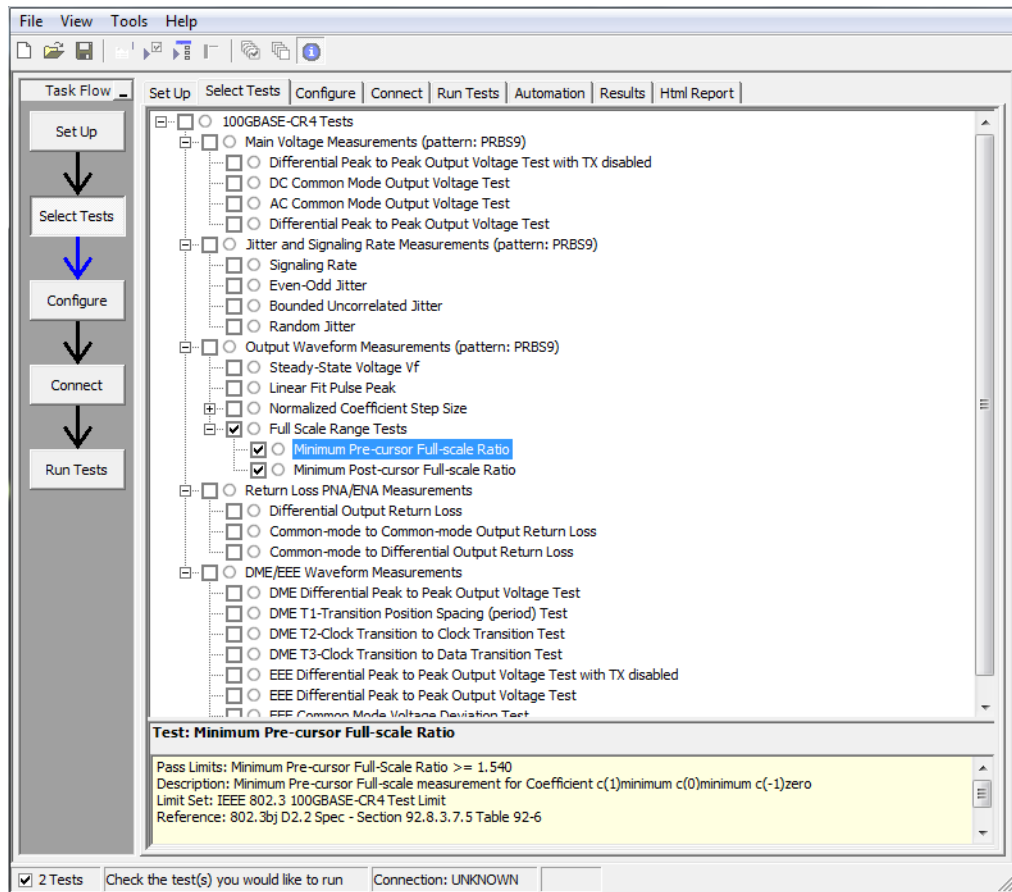 File View Tools Help
Task Flow
Set Up
Select Tests
Configure
Connect
Run Tests
Set Up Select Tests Configure Connect Run Tests Automation Results Html Report
100GBASE-CR4 Tests
Main Voltage Measurements (pattern: PRBS9)
Differential Peak to Peak Output Voltage Test with TX disabled
DC Common Mode Output Voltage Test
AC Common Mode Output Voltage Test
Differential Peak to Peak Output Voltage Test
Jitter and Signaling Rate Measurements (pattern: PRBS9)
Signaling Rate
Even-Odd Jitter
Bounded Uncorrelated Jitter
Random Jitter
Output Waveform Measurements (pattern: PRBS9)
Steady-State Voltage Vf
Linear Fit Pulse Peak
Normalized Coefficient Step Size
Full Scale Range Tests
Minimum Pre-cursor Full-scale Ratio
Minimum Post-cursor Full-scale Ratio
Return Loss PNA/ENA Measurements
Differential Output Return Loss
Common-mode to Common-mode Output Return Loss
Common-mode to Differential Output Return Loss
DME/EEE Waveform Measurements
DME Differential Peak to Peak Output Voltage Test
DME T1-Transition Position Spacing (period) Test
DME T2-Clock Transition to Clock Transition Test
DME T3-Clock Transition to Data Transition Test
EEE Differential Peak to Peak Output Voltage Test with TX disabled
EEE Differential Peak to Peak Output Voltage Test
EEE Common Mode Voltage Deviation Test
Test: Minimum Pre-cursor Full-scale Ratio
Pass Limits: Minimum Pre-cursor Full-Scale Ratio >= 1.540
Description: Minimum Pre-cursor Full-scale measurement for Coefficient c(1)minimum c(0)minimum c(-1)zero
Limit Set: IEEE 802.3 100GBASE-CR4 Test Limit
Reference: 802.3bj D2.2 Spec - Section 92.8.3.7.5 Table 92-6
2 Tests Check the test(s) you would like to run Connection: UNKNOWN